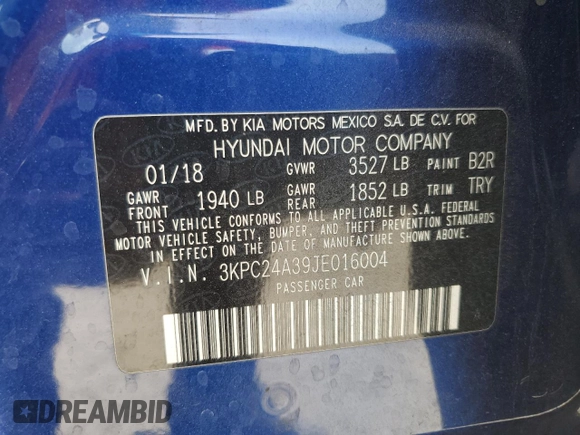 MFD. BY KIA MOTORS MEXICO S.A. DE C.V. FOR
HYUNDAI MOTOR COMPANY
01/18 GVWR 3527 LB PAINT B2R
GAWR FRONT 1940 LB GAWR REAR 1852 LB TRIM TRY
THIS VEHICLE CONFORMS TO ALL APPLICABLE U.S.A. FEDERAL
MOTOR VEHICLE SAFETY, BUMPER, AND THEFT PREVENTION STANDARDS
IN EFFECT ON THE DATE OF MANUFACTURE SHOWN ABOVE.
V.I.N. 3KPC24A39JE016004
PASSENGER CAR
DREAMBID